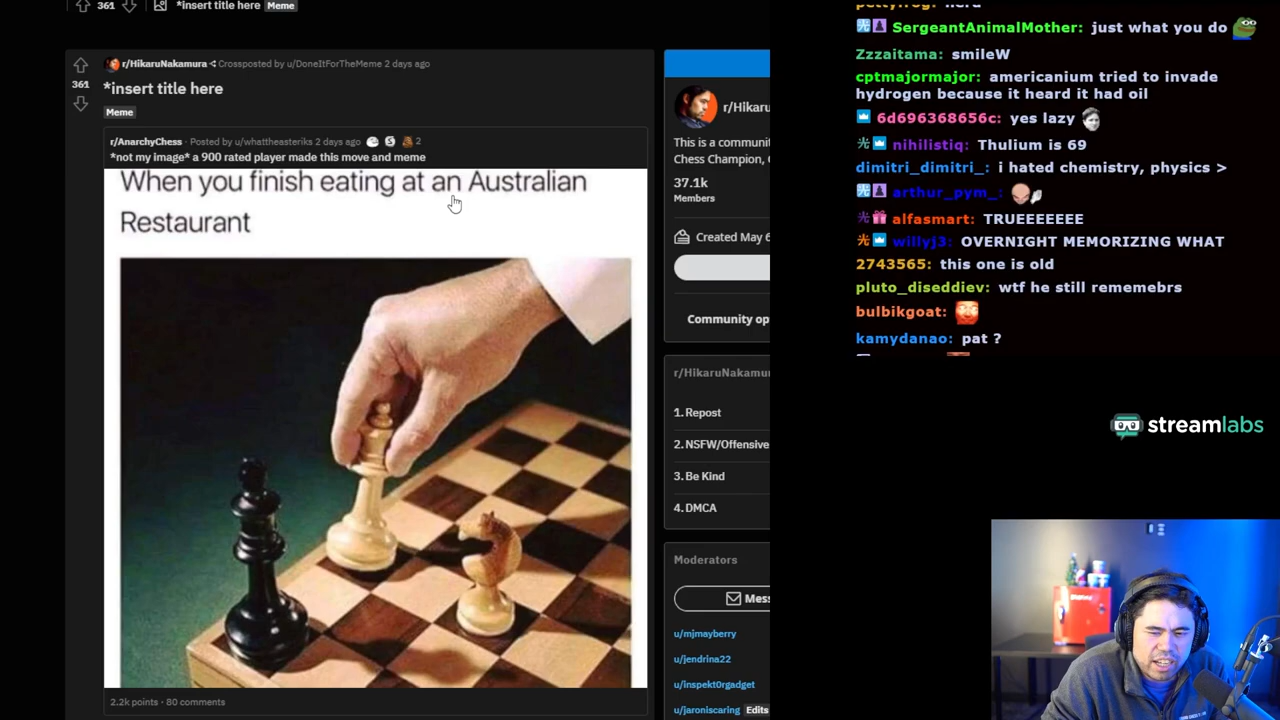 361
*insert title here
Meme
r/HikaruNakamura
Crossposted by u/DoneItForTheMeme 2 days ago
361
*insert title here
Meme
r/AnarchyChess · Posted by u/whattheasteriks 2 days ago
2
*not my image* a 900 rated player made this move and meme
When you finish eating at an Australian
Restaurant
2.2k points · 80 comments
r/Hikaru
This is a communi
Chess Champion,
37.1k
Members
Created May 6
Community op
r/HikaruNakamu
1. Repost
2. NSFW/Offensive
3. Be Kind
4. DMCA
Moderators
Mess
u/mjmayberry
u/jendrina22
u/inspekt0rgadget
u/jaroniscaring Edits
SergeantAnimalMother: just what you do
Zzzaitama: smileW
cptmajormajor: americanium tried to invade
hydrogen because it heard it had oil
6d696368656c: yes lazy
nihilistiq: Thulium is 69
dimitri_dimitri_: i hated chemistry, physics >
arthur_pym_:
alfasmart: TRUEEEEEEE
willyj3: OVERNIGHT MEMORIZING WHAT
2743565: this one is old
pluto_diseddiev: wtf he still rememebrs
bulbikgoat:
kamydanao: pat ?
streamlabs